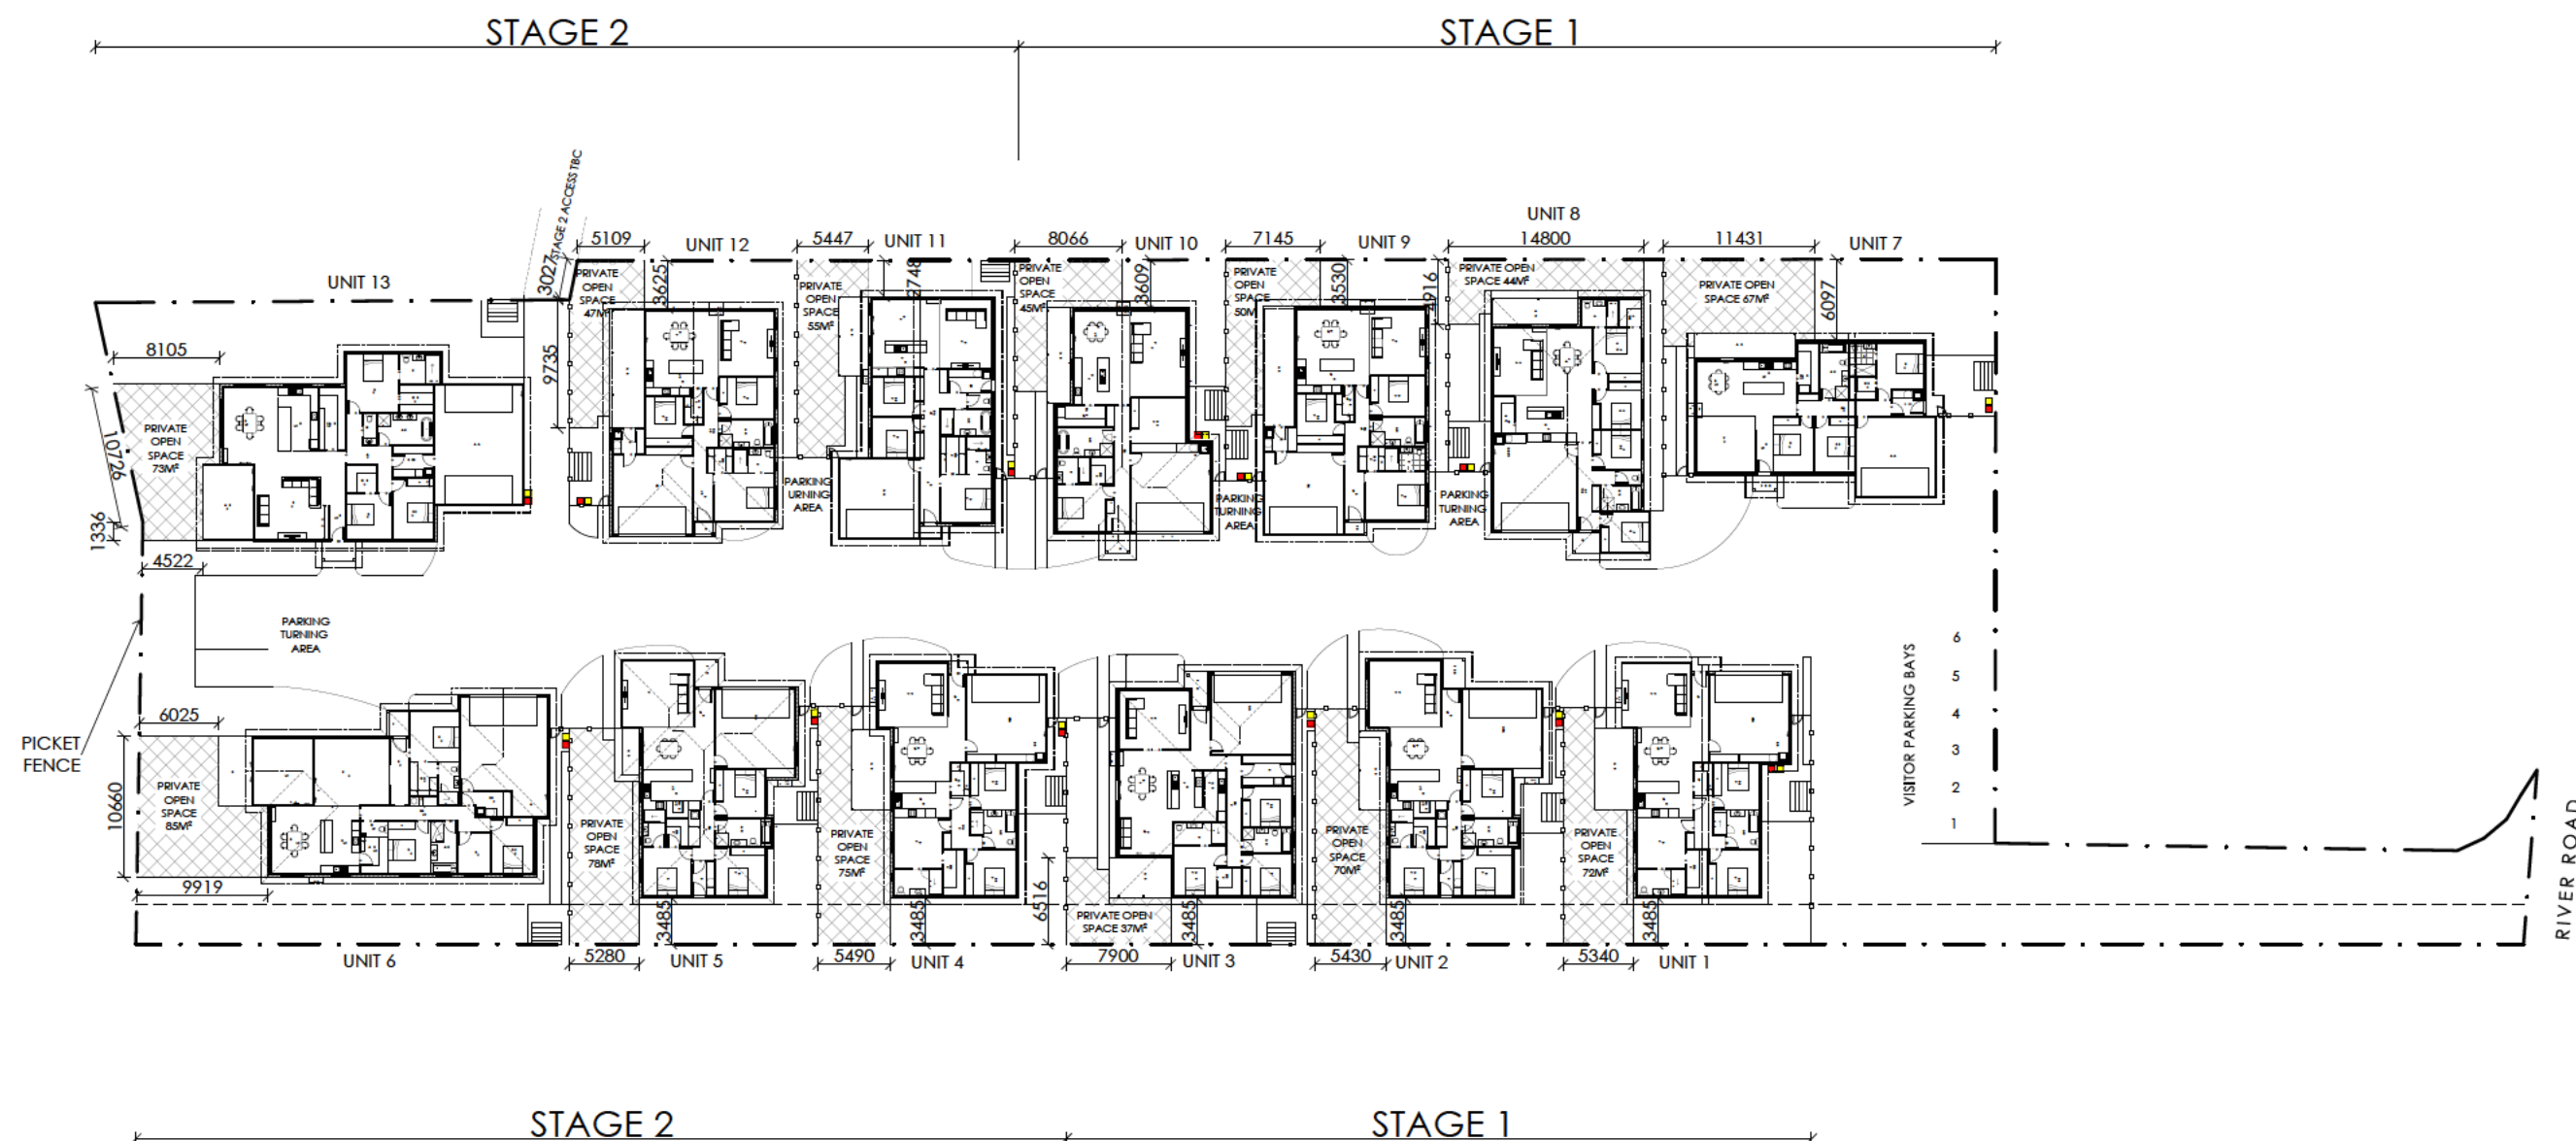 STAGE 2
STAGE 1
STAGE 2 ACCESS TBC
UNIT 8
5109
UNIT 12
5447
UNIT 11
8066
UNIT 10
7145
UNIT 9
14800
11431
UNIT 7
UNIT 13
3027
PRIVATE
OPEN
SPACE
47M²
3625
PRIVATE
OPEN
SPACE
55M²
2748
PRIVATE
OPEN
SPACE
45M²
3609
PRIVATE
OPEN
SPACE
50M
3530
4916
PRIVATE OPEN
SPACE 44M²
PRIVATE OPEN
SPACE 67M²
6097
8105
9735
PRIVATE
OPEN
SPACE
73M²
10726
1336
4522
PARKING
URNING
AREA
PARKING
TURNING
AREA
PARKING
TURNING
AREA
PARKING
TURNING
AREA
VISITOR PARKING BAYS
6
5
4
3
2
1
PICKET
FENCE
6025
10660
PRIVATE
OPEN
SPACE
85M²
9919
PRIVATE
OPEN
SPACE
78M²
3485
PRIVATE
OPEN
SPACE
75M²
3485
6516
PRIVATE OPEN
SPACE 37M²
3485
PRIVATE
OPEN
SPACE
70M²
3485
PRIVATE
OPEN
SPACE
72M²
3485
RIVER ROAD
UNIT 6
5280
UNIT 5
5490
UNIT 4
7900
UNIT 3
5430
UNIT 2
5340
UNIT 1
STAGE 2
STAGE 1